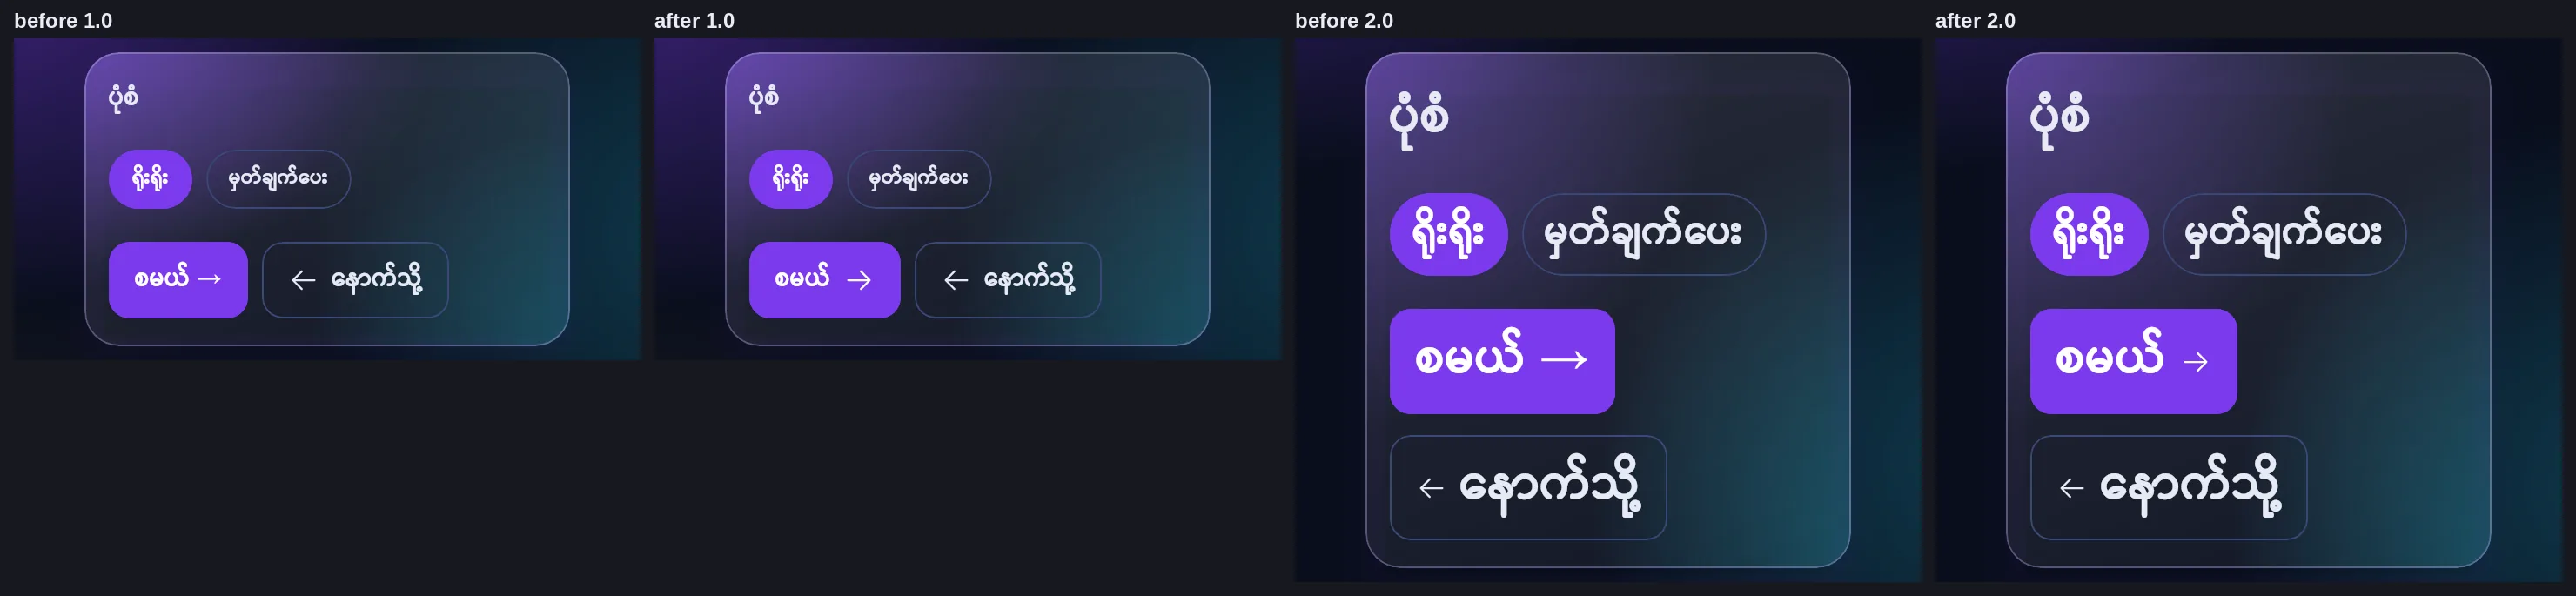 before 1.0
ပုံစံ
ရိုးရိုး မှတ်ချက်ပေး
စမယ် → ← နောက်သို့
after 1.0
ပုံစံ
ရိုးရိုး မှတ်ချက်ပေး
စမယ် → ← နောက်သို့
before 2.0
ပုံစံ
ရိုးရိုး မှတ်ချက်ပေး
စမယ် →
← နောက်သို့
after 2.0
ပုံစံ
ရိုးရိုး မှတ်ချက်ပေး
စမယ် →
← နောက်သို့